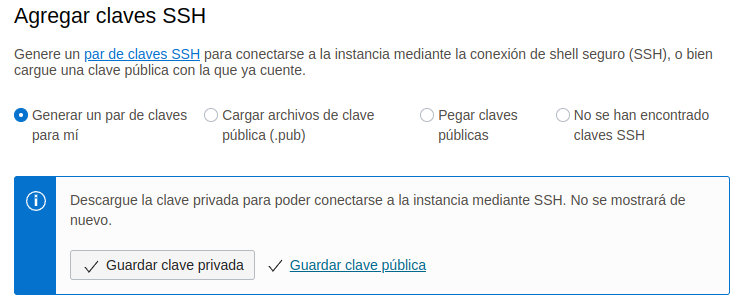 Agregar claves SSH
Genere un par de claves SSH para conectarse a la instancia mediante la conexión de shell seguro (SSH), o bien
cargue una clave pública con la que ya cuente.
Generar un par de claves
para mí
Cargar archivos de clave
pública (.pub)
Pegar claves
públicas
No se han encontrado
claves SSH
Descargue la clave privada para poder conectarse a la instancia mediante SSH. No se mostrará de
nuevo.
Guardar clave privada
Guardar clave pública